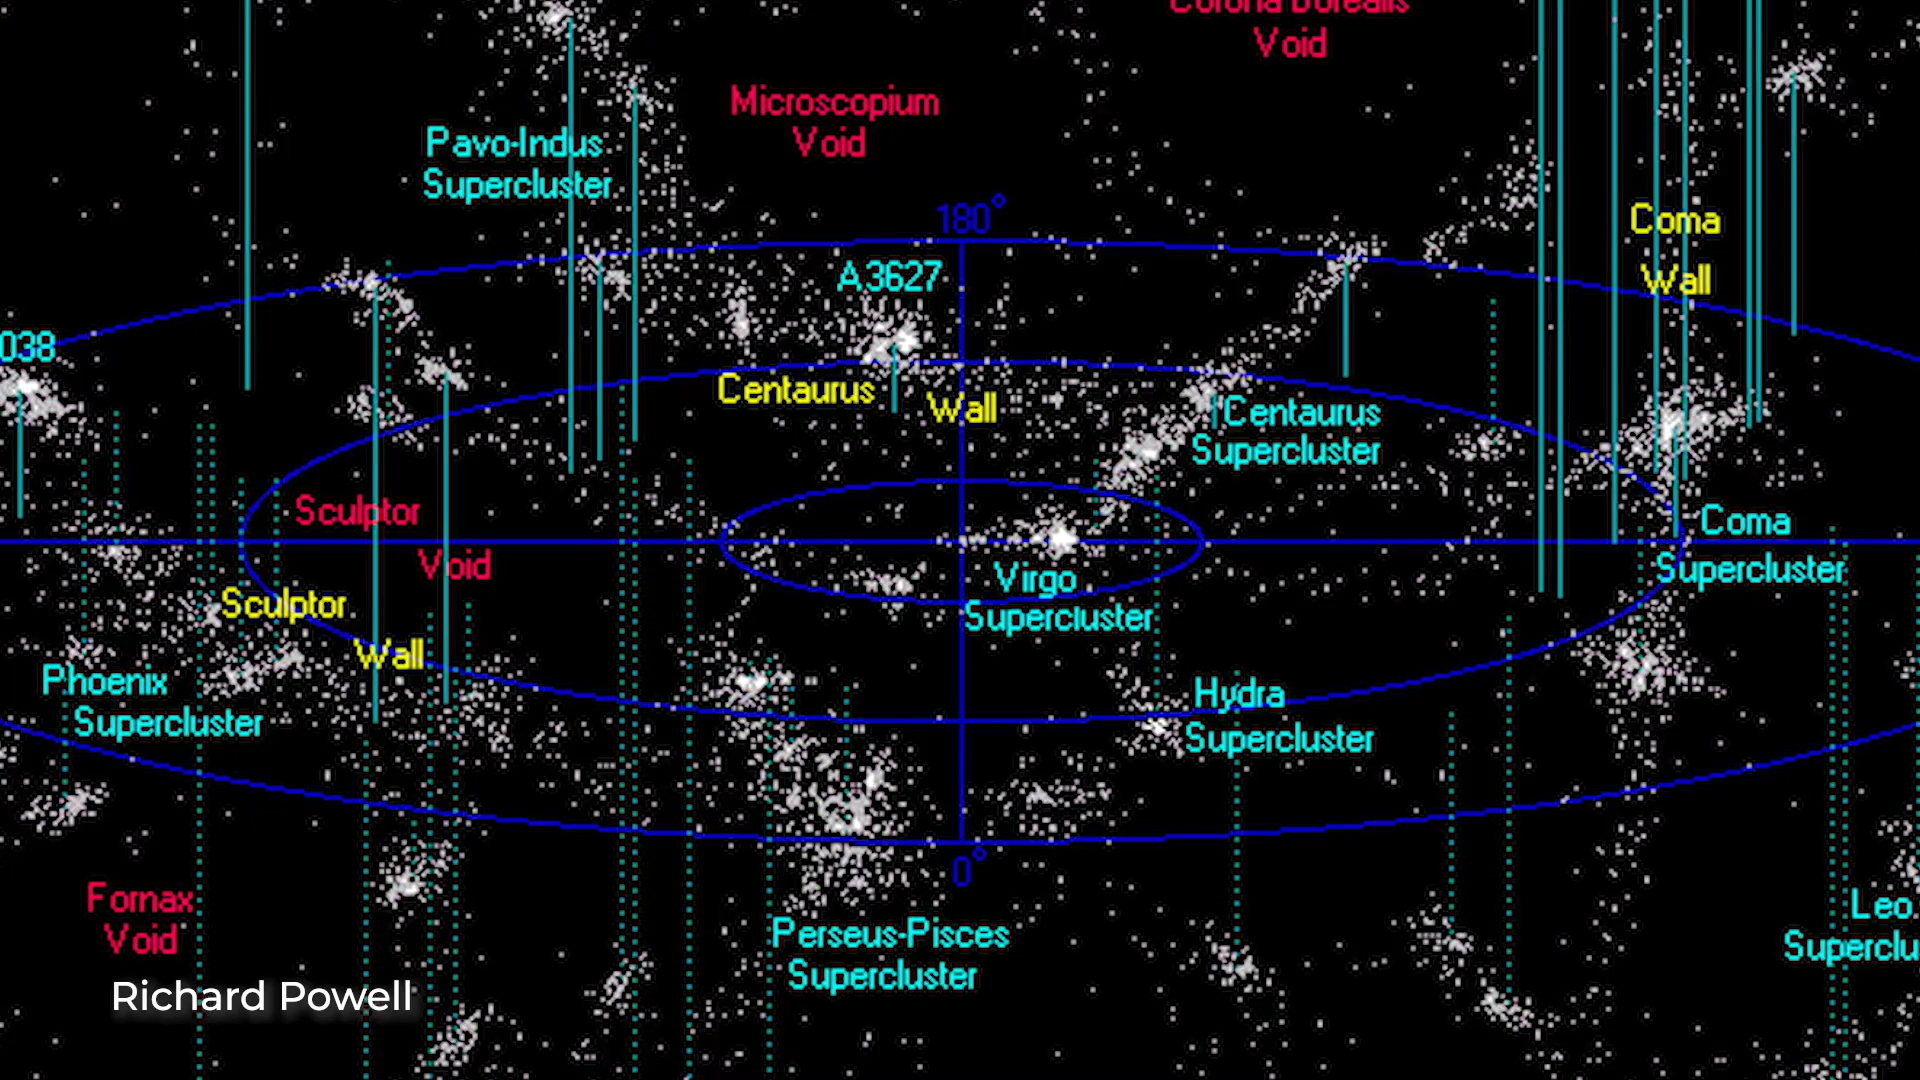 Corona Borealis
Void
Microscopium
Void
Pavo-Indus
Supercluster
180°
Coma
Wall
A3627
038
Centaurus
Wall
Centaurus
Supercluster
Sculptor
Void
Coma
Supercluster
Virgo
Supercluster
Sculptor
Wall
Phoenix
Supercluster
Hydra
Supercluster
0°
Fornax
Void
Perseus-Pisces
Supercluster
Leo
Superclu
Richard Powell